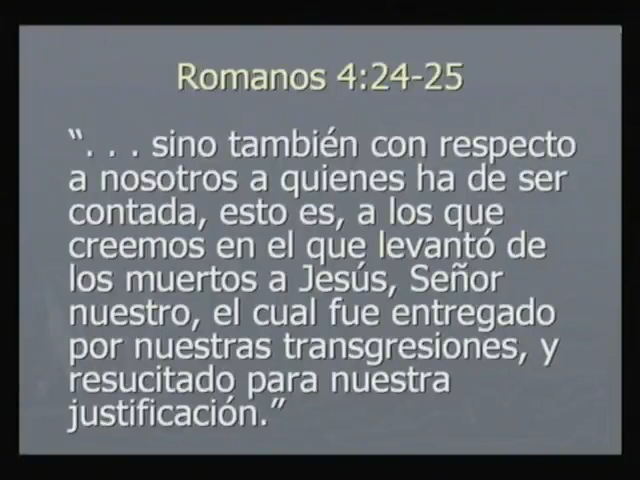 Romanos 4:24-25
“. . . sino también con respecto
a nosotros a quienes ha de ser
contada, esto es, a los que
creemos en el que levantó de
los muertos a Jesús, Señor
nuestro, el cual fue entregado
por nuestras transgresiones, y
resucitado para nuestra
justificación.”